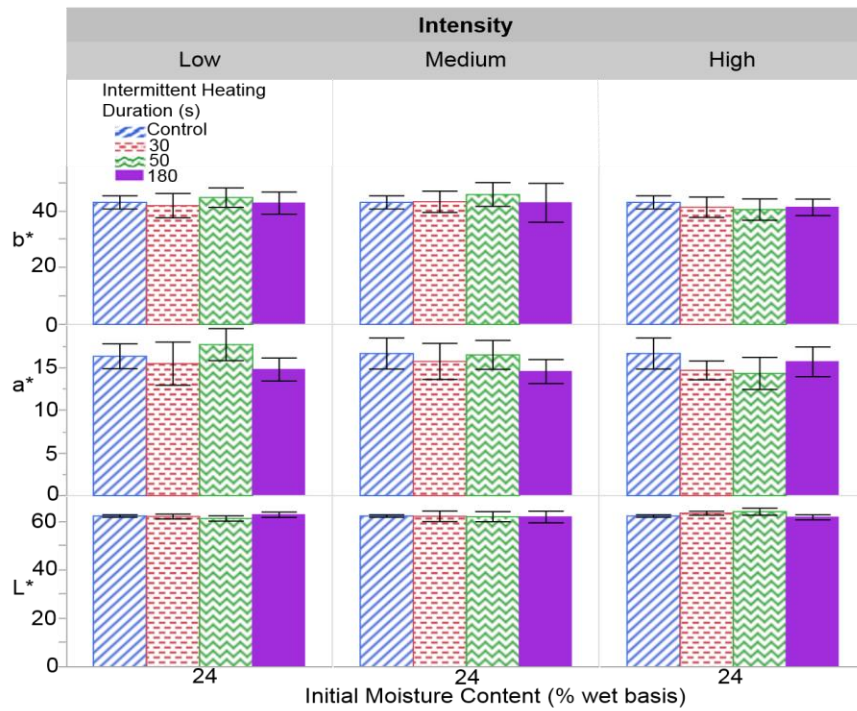 Intensity
Low Medium High
Intermittent Heating
Duration (s)
Control
30
50
180
b*
40
20
0
a*
15
10
5
0
L*
60
40
20
0
24 24 24
Initial Moisture Content (% wet basis)